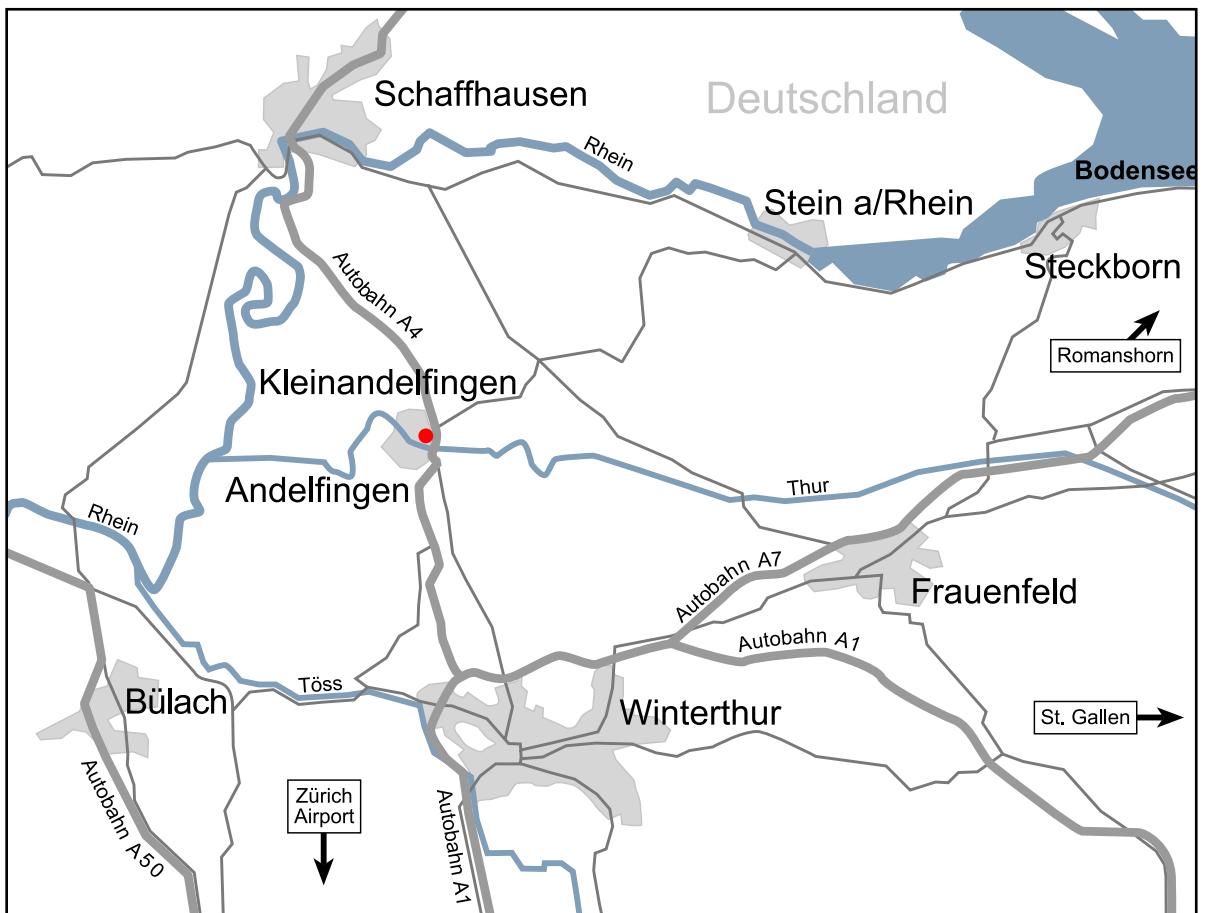 Schaffhausen
Deutschland
Rhein
Bodensee
Stein a/Rhein
Steckborn
Autobahn A4
Romanshorn
Kleinandelfingen
Andelfingen
Thur
Rhein
Autobahn A7
Frauenfeld
Autobahn A1
Töss
Bülach
Winterthur
St. Gallen
Autobahn A50
Zürich
Airport
Autobahn A1